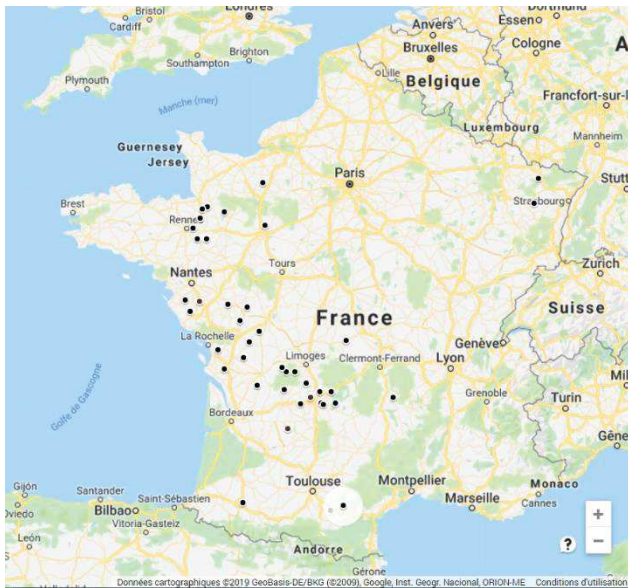 Bristol
Londres
Cardiff
Southampton
Brighton
Plymouth
Manche (mer)
Anvers
Essen
Dortmund
Bruxelles
Cologne
Lille
Belgique
Francfort-sur-l
Luxembourg
Mannheim
Guernesey
Jersey
Paris
Stutt
Brest
Rennes
Strasbourg
Nantes
Tours
Zurich
France
Suisse
La Rochelle
Genève
Limoges
Clermont-Ferrand
Lyon
Mil
Golfe de Gascogne
Grenoble
Turin
Bordeaux
Gêne
Toulouse
Montpellier
Monaco
Gijón
Santander
Saint-Sébastien
Marseille
Cannes
Oviedo
Bilbao
Vitoria-Gasteiz
León
Andorre
Gérone
+
−
?
Données cartographiques ©2019 GeoBasis-DE/BKG (©2009), Google, Inst. Geogr. Nacional, ORION-ME Conditions d'utilisation